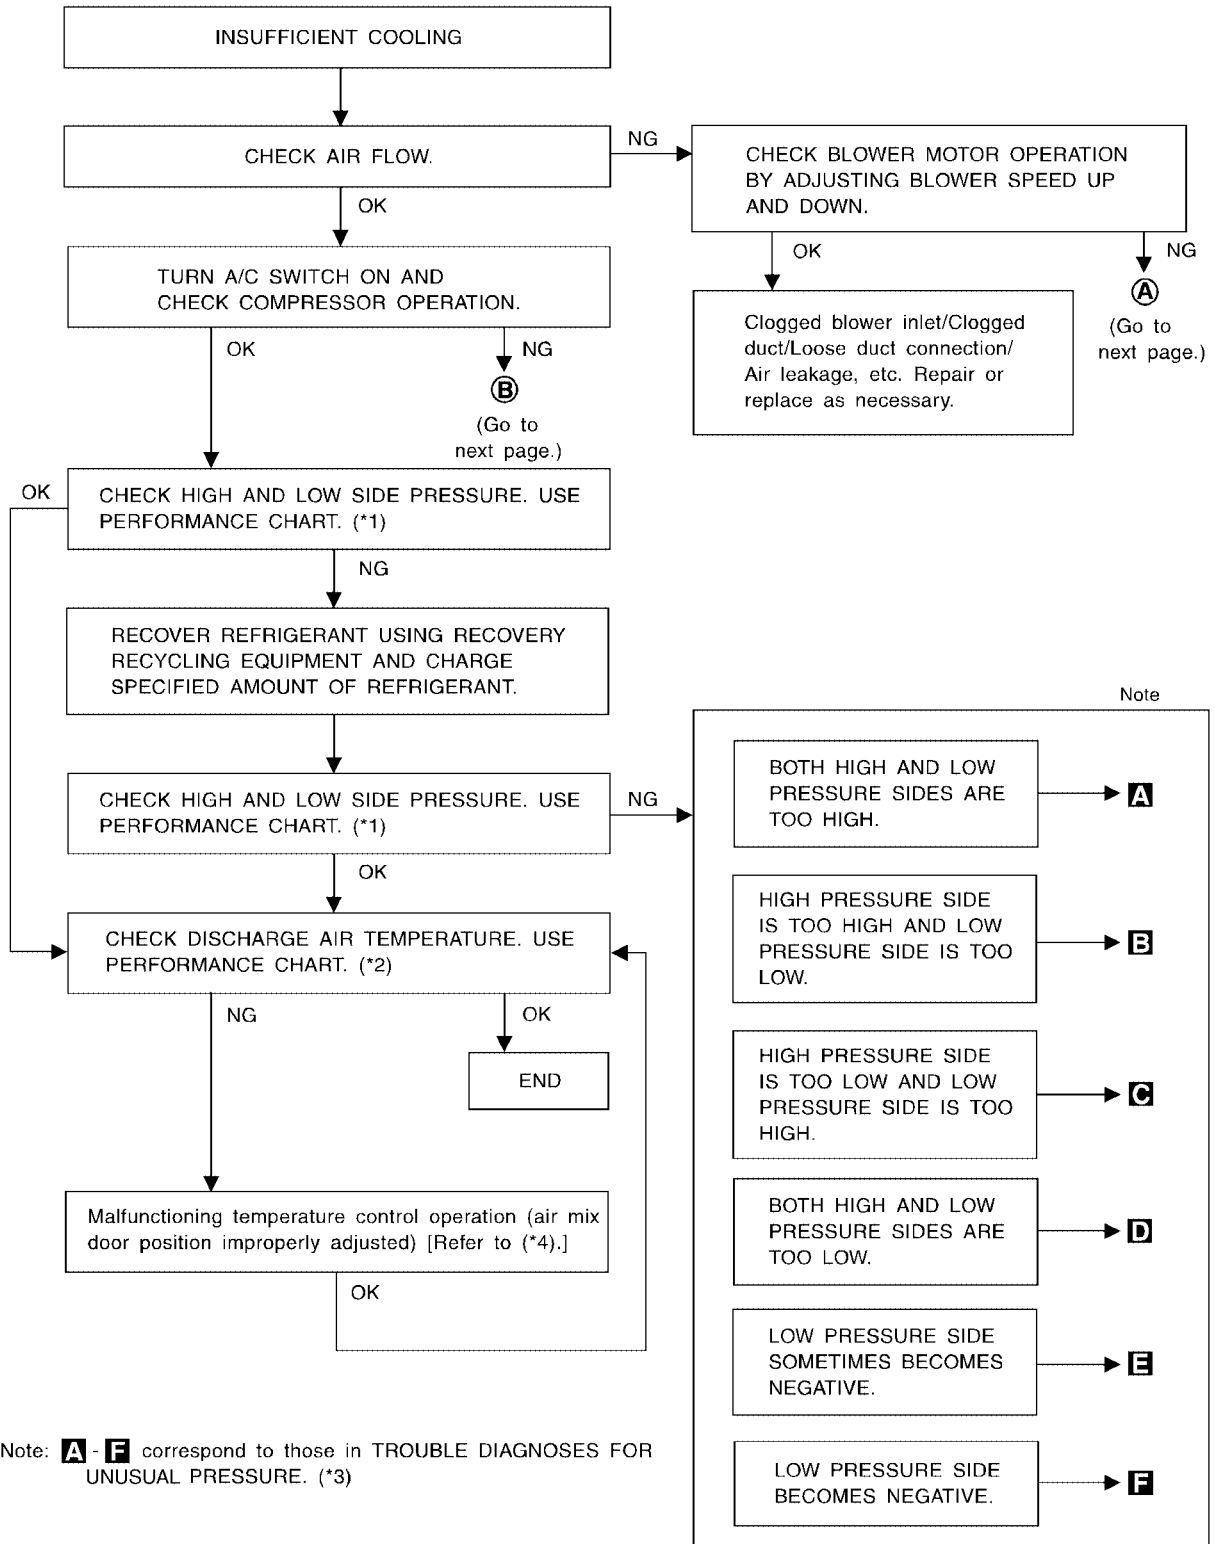 INSUFFICIENT COOLING
CHECK AIR FLOW.
NG
CHECK BLOWER MOTOR OPERATION
BY ADJUSTING BLOWER SPEED UP
AND DOWN.
OK
OK
NG
TURN A/C SWITCH ON AND
CHECK COMPRESSOR OPERATION.
Clogged blower inlet/Clogged
duct/Loose duct connection/
Air leakage, etc. Repair or
replace as necessary.
A
(Go to
next page.)
OK
NG
B
(Go to
next page.)
OK
CHECK HIGH AND LOW SIDE PRESSURE. USE
PERFORMANCE CHART. (*1)
NG
RECOVER REFRIGERANT USING RECOVERY
RECYCLING EQUIPMENT AND CHARGE
SPECIFIED AMOUNT OF REFRIGERANT.
CHECK HIGH AND LOW SIDE PRESSURE. USE
PERFORMANCE CHART. (*1)
NG
OK
CHECK DISCHARGE AIR TEMPERATURE. USE
PERFORMANCE CHART. (*2)
NG
OK
END
Malfunctioning temperature control operation (air mix
door position improperly adjusted) [Refer to (*4).]
OK
Note
BOTH HIGH AND LOW
PRESSURE SIDES ARE
TOO HIGH.
A
HIGH PRESSURE SIDE
IS TOO HIGH AND LOW
PRESSURE SIDE IS TOO
LOW.
B
HIGH PRESSURE SIDE
IS TOO LOW AND LOW
PRESSURE SIDE IS TOO
HIGH.
C
BOTH HIGH AND LOW
PRESSURE SIDES ARE
TOO LOW.
D
LOW PRESSURE SIDE
SOMETIMES BECOMES
NEGATIVE.
E
LOW PRESSURE SIDE
BECOMES NEGATIVE.
F
Note: A - F correspond to those in TROUBLE DIAGNOSES FOR
UNUSUAL PRESSURE. (*3)